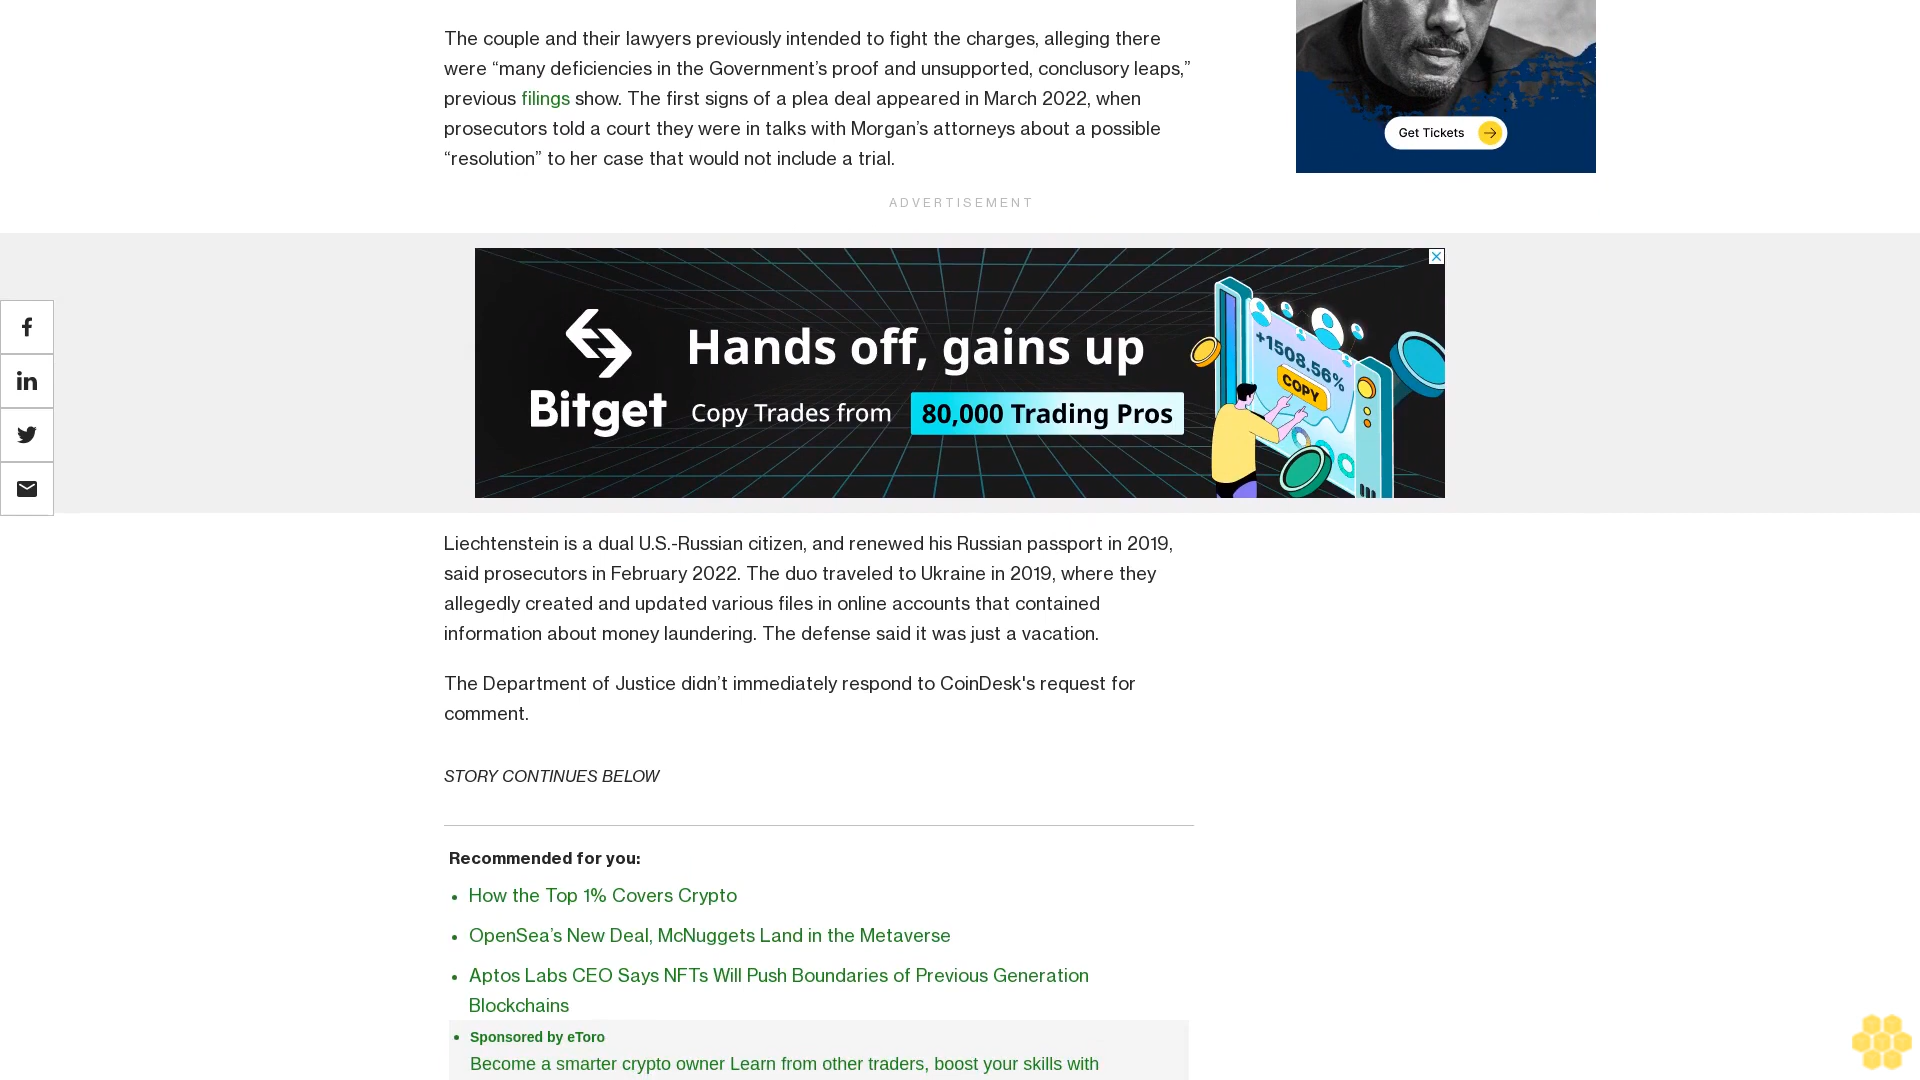 The couple and their lawyers previously intended to fight the charges, alleging there
were “many deficiencies in the Government’s proof and unsupported, conclusory leaps,”
previous filings show. The first signs of a plea deal appeared in March 2022, when
prosecutors told a court they were in talks with Morgan’s attorneys about a possible
“resolution” to her case that would not include a trial.
Get Tickets
ADVERTISEMENT
Bitget
Hands off, gains up
Copy Trades from 80,000 Trading Pros
+1508.56%
COPY
Liechtenstein is a dual U.S.-Russian citizen, and renewed his Russian passport in 2019,
said prosecutors in February 2022. The duo traveled to Ukraine in 2019, where they
allegedly created and updated various files in online accounts that contained
information about money laundering. The defense said it was just a vacation.
The Department of Justice didn’t immediately respond to CoinDesk's request for
comment.
STORY CONTINUES BELOW
Recommended for you:
• How the Top 1% Covers Crypto
• OpenSea’s New Deal, McNuggets Land in the Metaverse
• Aptos Labs CEO Says NFTs Will Push Boundaries of Previous Generation
Blockchains
• Sponsored by eToro
Become a smarter crypto owner Learn from other traders, boost your skills with